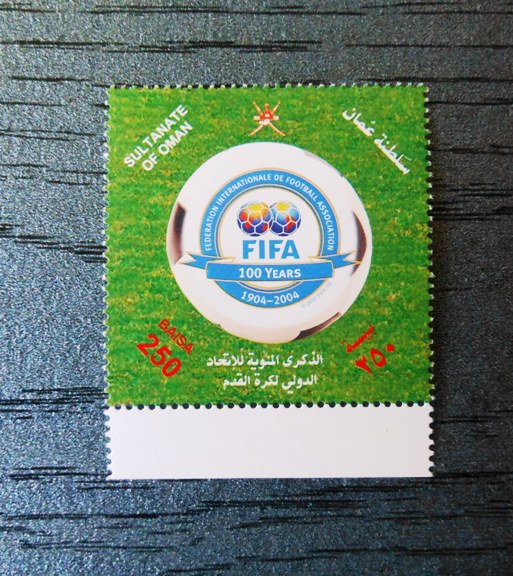 SULTANATE
OF OMAN
سلطنة عمان
FEDERATION INTERNATIONALE DE FOOTBALL ASSOCIATION
FIFA
100 YEARS
1904-2004
BAISA
250
بيسة
٢٥٠
الذكرى المئوية للاتحاد
الدولي لكرة القدم